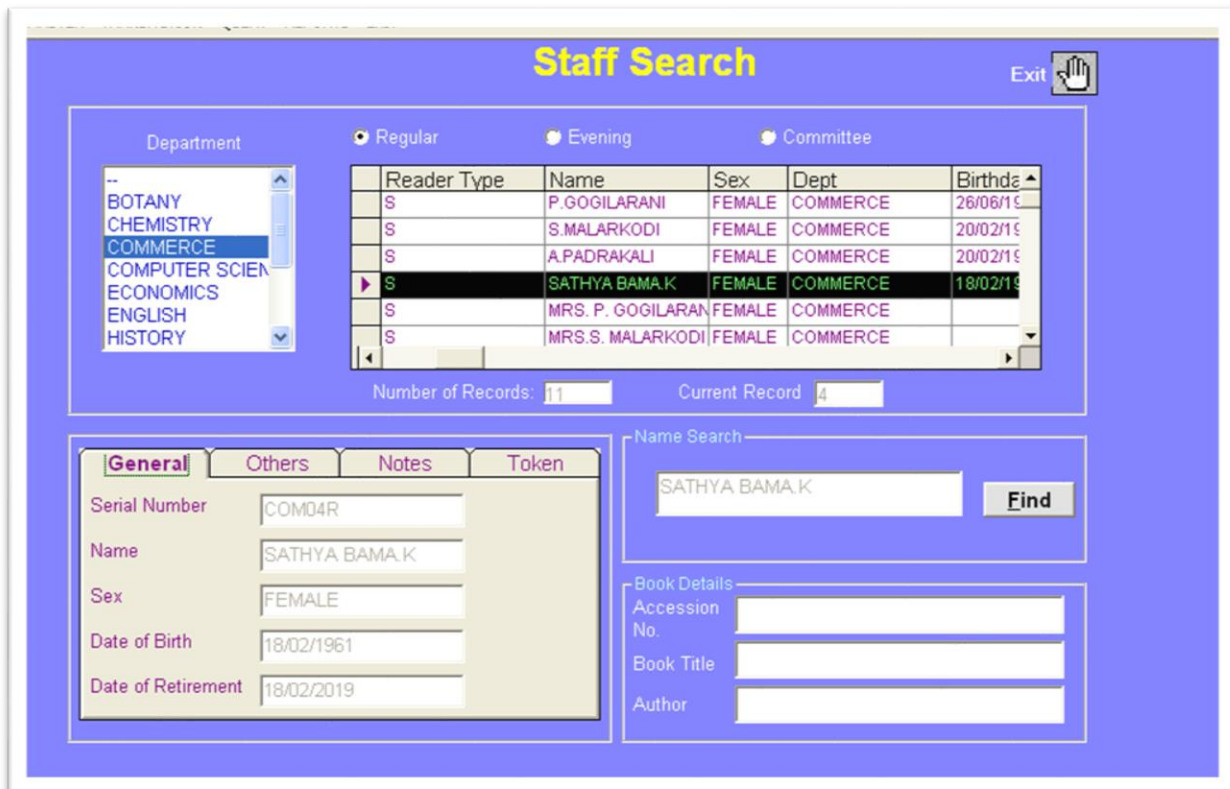 Staff Search
Exit
Department
Regular Evening Committee
--
BOTANY
CHEMISTRY
COMMERCE
COMPUTER SCIEN
ECONOMICS
ENGLISH
HISTORY
Reader Type Name Sex Dept Birthda
S P.GOGILARANI FEMALE COMMERCE 26/06/19
S S.MALARKODI FEMALE COMMERCE 20/02/19
S A.PADRAKALI FEMALE COMMERCE 20/02/19
S SATHYA BAMA.K FEMALE COMMERCE 18/02/19
S MRS. P. GOGILARAN FEMALE COMMERCE
S MRS.S. MALARKODI FEMALE COMMERCE
Number of Records: 11 Current Record 4
General Others Notes Token
Serial Number COM04R
Name SATHYA BAMA.K
Sex FEMALE
Date of Birth 18/02/1961
Date of Retirement 18/02/2019
Name Search
SATHYA BAMA.K
Find
Book Details
Accession
No.
Book Title
Author